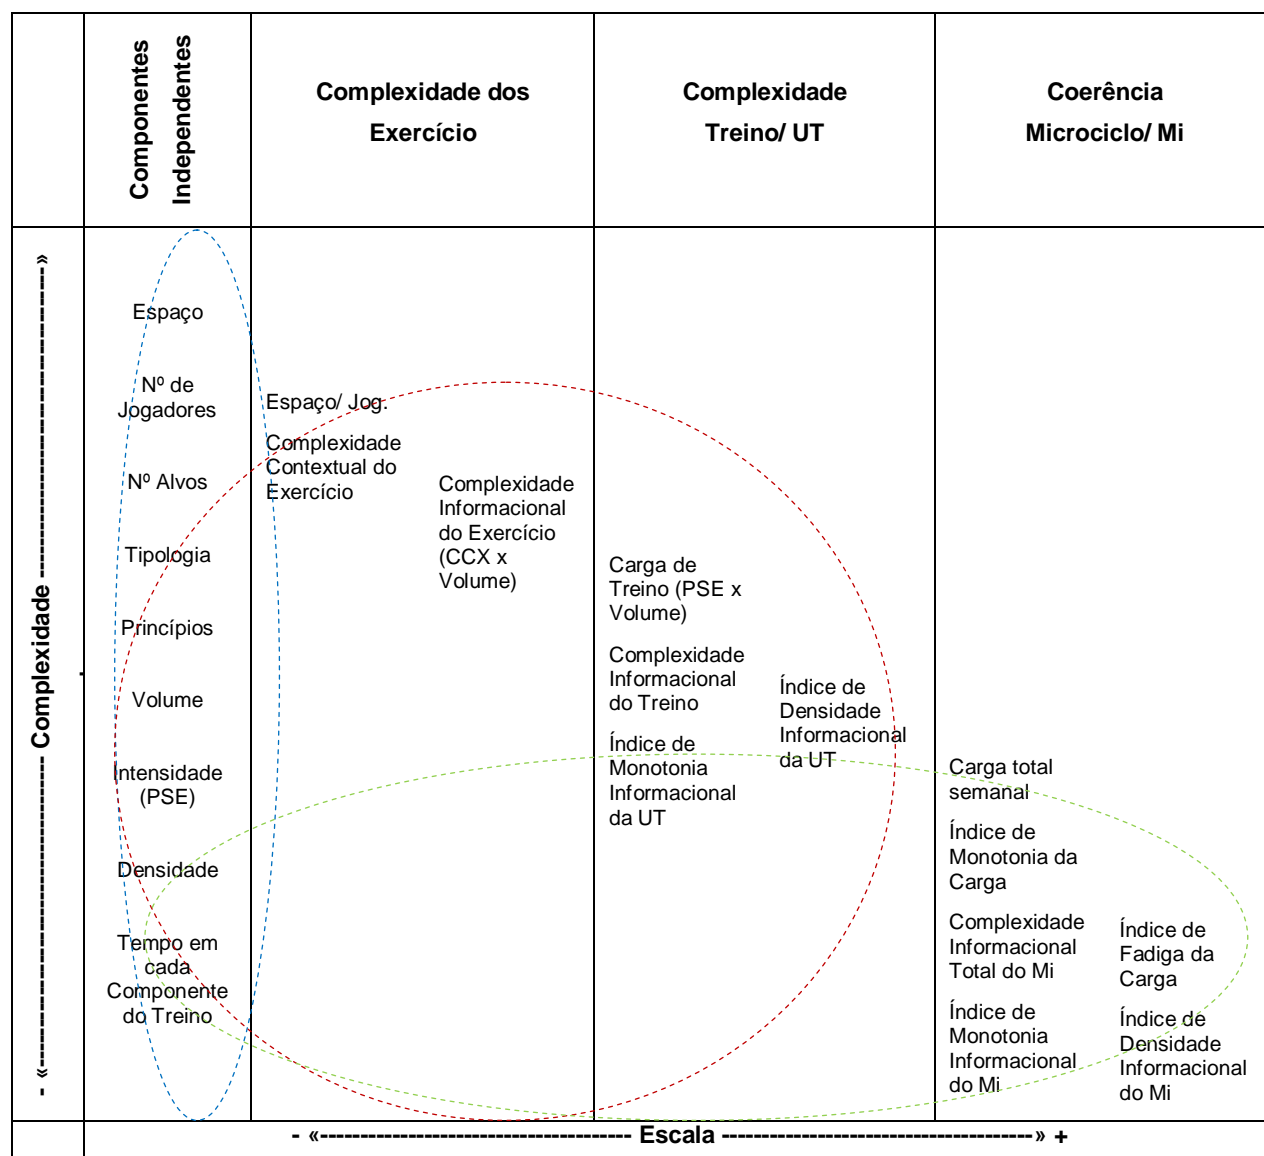 Componentes
Independentes
Complexidade dos
Exercício
Complexidade
Treino/ UT
Coerência
Microciclo/ Mi
- «---------------------- Complexidade ----------------------»
Espaço
Nº de
Jogadores
Nº Alvos
Tipologia
Princípios
Volume
Intensidade
(PSE)
Densidade
Tempo em
cada
Componente
do Treino
Espaço/ Jog.
Complexidade
Contextual do
Exercício
Complexidade
Informacional
do Exercício
(CCX x
Volume)
Carga de
Treino (PSE x
Volume)
Complexidade
Informacional
do Treino
Índice de
Monotonia
Informacional
da UT
Índice de
Densidade
Informacional
da UT
Carga total
semanal
Índice de
Monotonia da
Carga
Complexidade
Informacional
Total do Mi
Índice de
Monotonia
Informacional
do Mi
Índice de
Fadiga da
Carga
Índice de
Densidade
Informacional
do Mi
- «--------------------------------------- Escala ---------------------------------------» +